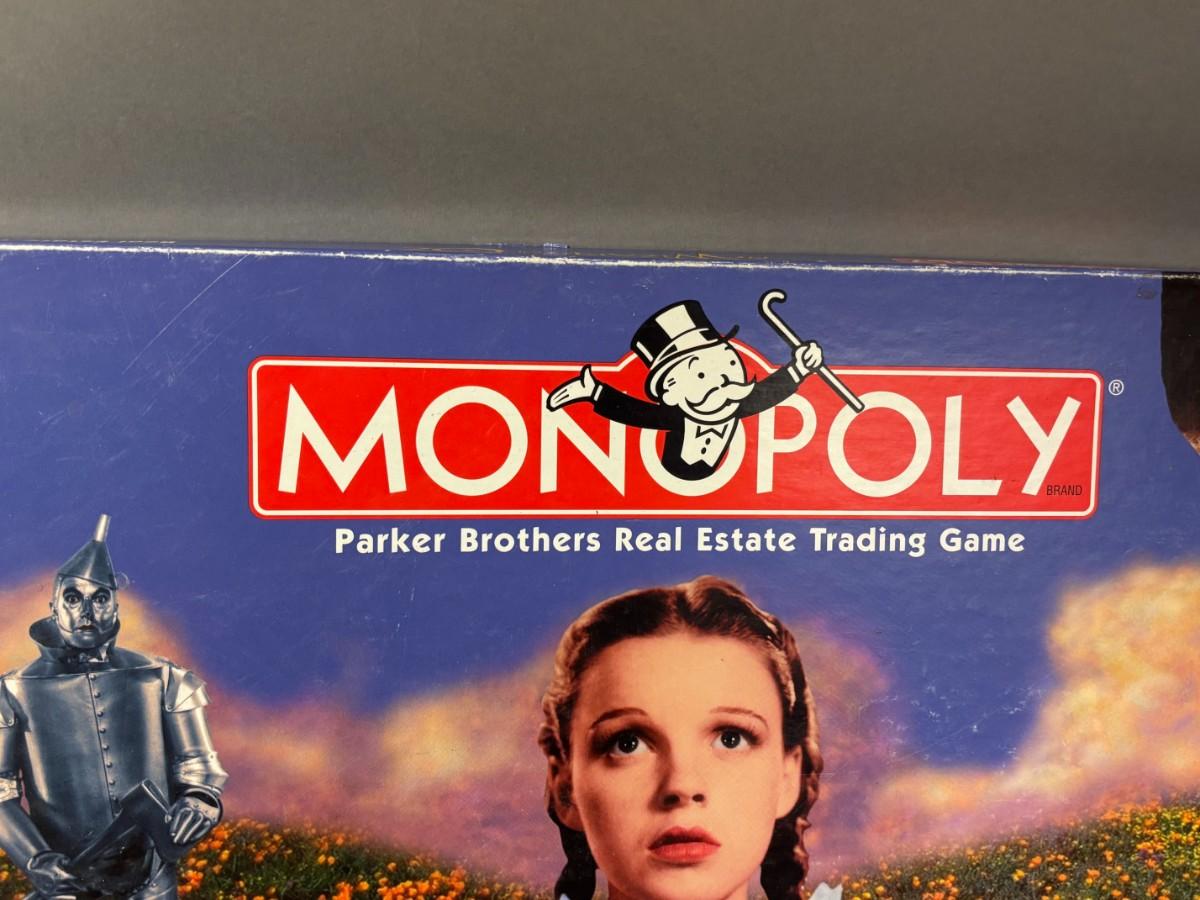 MONOPOLY
®
BRAND
Parker Brothers Real Estate Trading Game